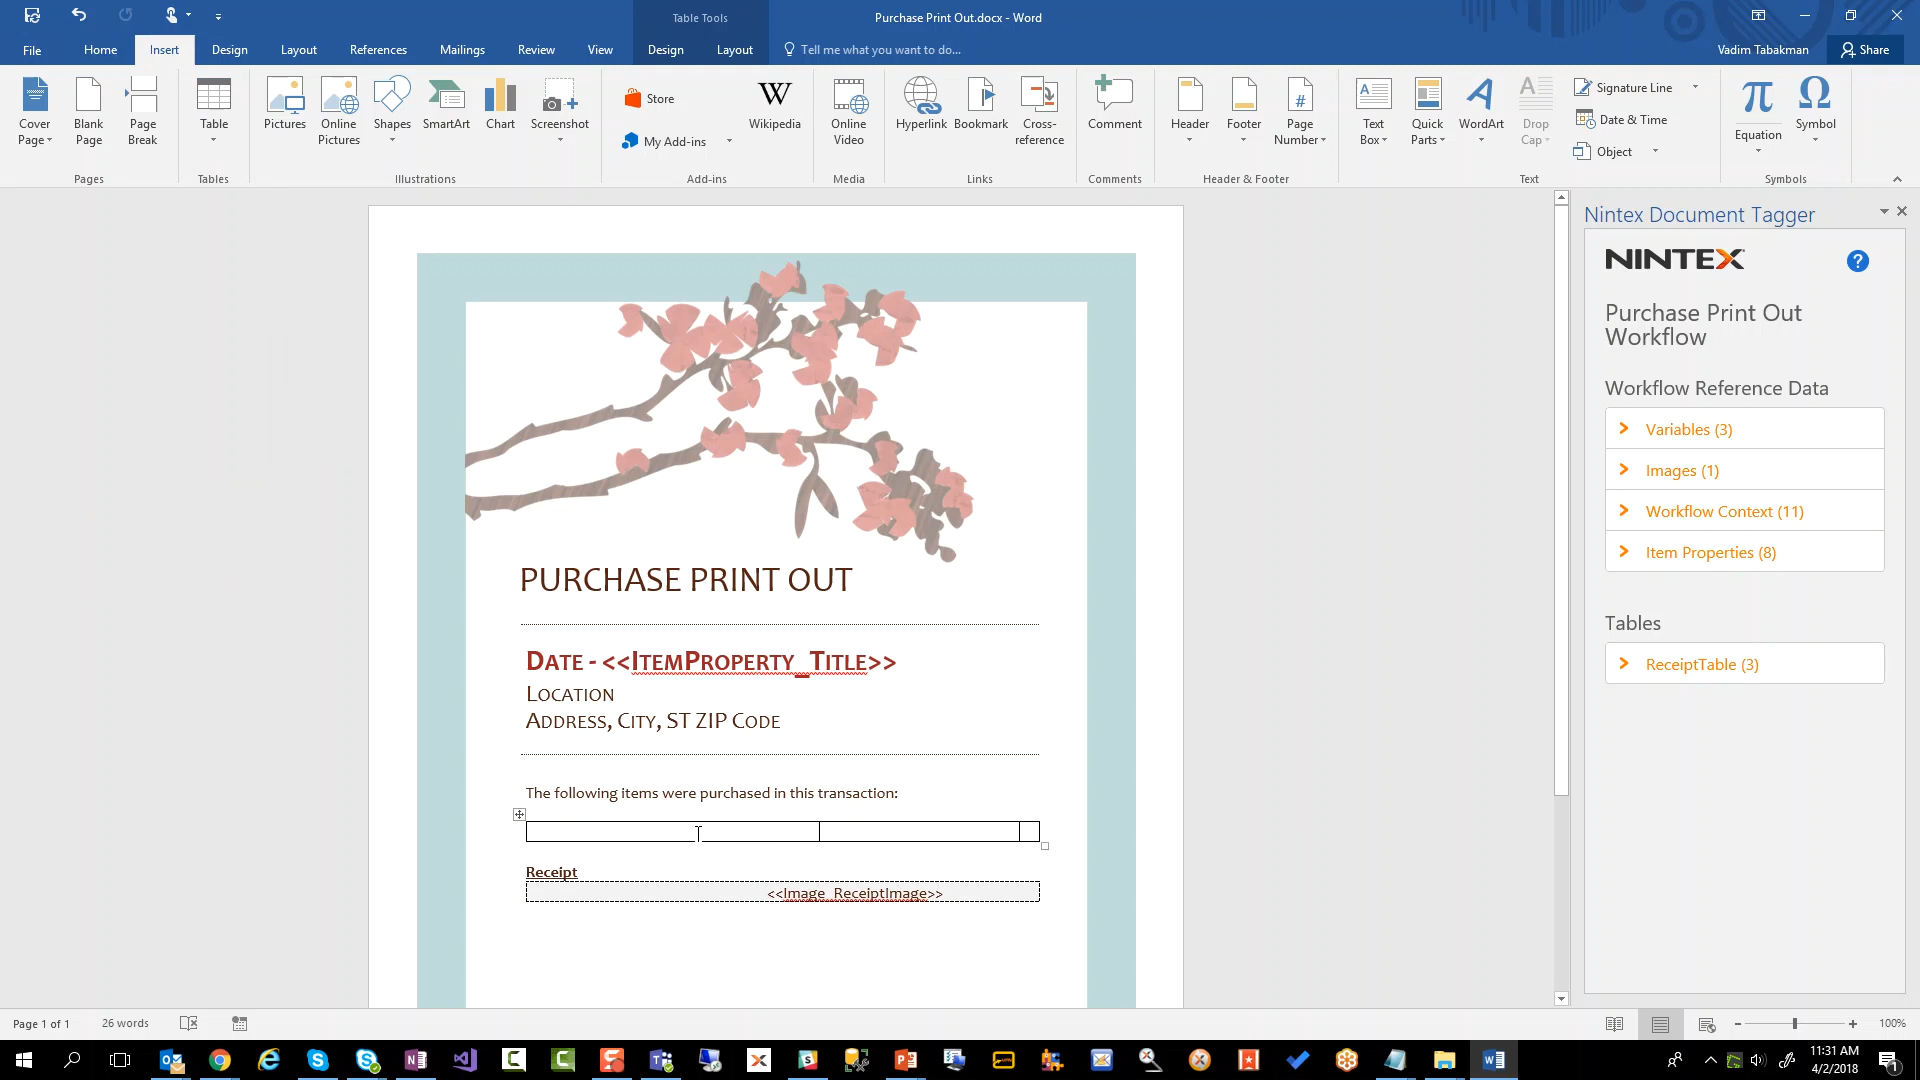 Table Tools
Purchase Print Out.docx - Word
File
Home
Insert
Design
Layout
References
Mailings
Review
View
Design
Layout
Tell me what you want to do...
Vadim Tabakman
Share
Cover Page
Blank Page
Page Break
Table
Pictures
Online Pictures
Shapes
SmartArt
Chart
Screenshot
Store
My Add-ins
W
Wikipedia
Online Video
Hyperlink
Bookmark
Cross-reference
Comment
Header
Footer
Page Number
Text Box
Quick Parts
WordArt
Drop Cap
Signature Line
Date & Time
Object
Equation
Symbol
Pages
Tables
Illustrations
Add-ins
Media
Links
Comments
Header & Footer
Text
Symbols
PURCHASE PRINT OUT
DATE - <<ITEMPROPERTY_TITLE>>
LOCATION
ADDRESS, CITY, ST ZIP CODE
The following items were purchased in this transaction:
Receipt
<<Image_ReceiptImage>>
Nintex Document Tagger
NINTEX
Purchase Print Out
Workflow
Workflow Reference Data
Variables (3)
Images (1)
Workflow Context (11)
Item Properties (8)
Tables
ReceiptTable (3)
Page 1 of 1
26 words
100%
11:31 AM
4/2/2018